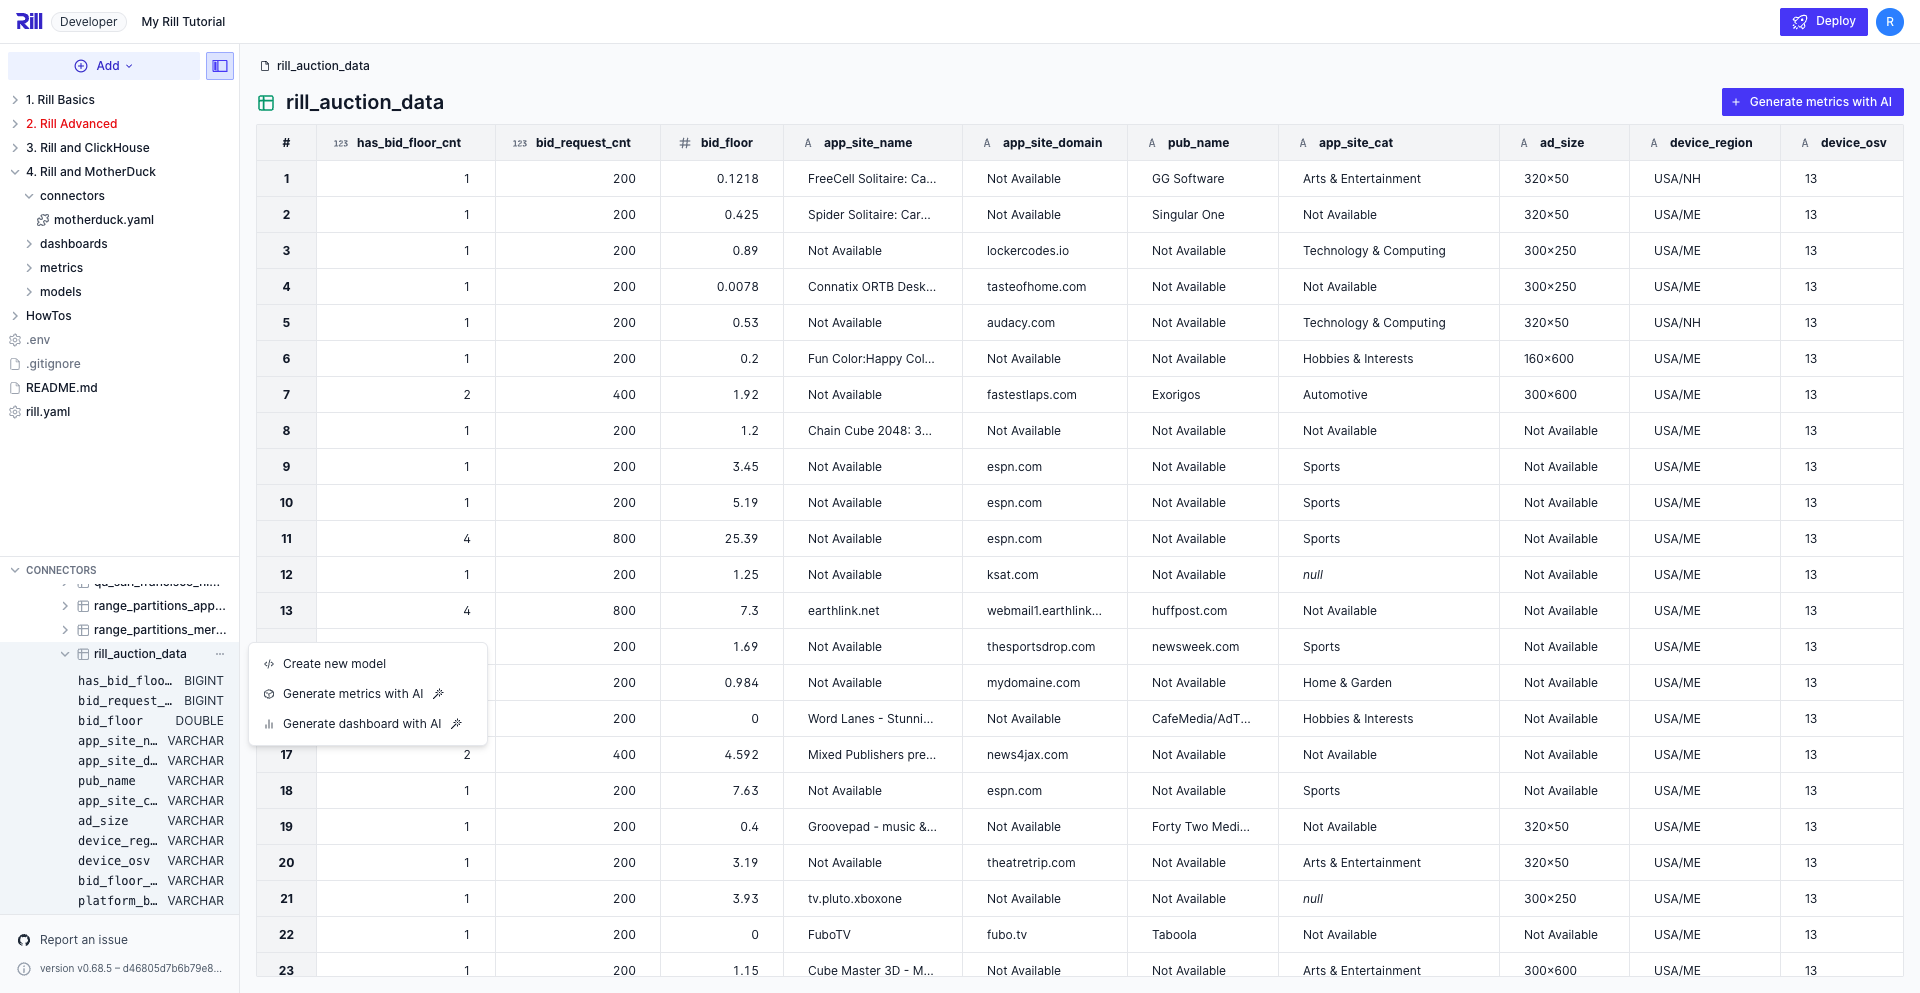 Rill Developer My Rill Tutorial Deploy R
Add
1. Rill Basics
2. Rill Advanced
3. Rill and ClickHouse
4. Rill and MotherDuck
connectors
motherduck.yaml
dashboards
metrics
models
HowTos
.env
.gitignore
README.md
rill.yaml
CONNECTORS
range_partitions_app...
range_partitions_mer...
rill_auction_data ...
has_bid_floo... BIGINT
bid_request_... BIGINT
bid_floor DOUBLE
app_site_n... VARCHAR
app_site_d... VARCHAR
pub_name VARCHAR
app_site_c... VARCHAR
ad_size VARCHAR
device_reg... VARCHAR
device_osv VARCHAR
bid_floor_... VARCHAR
platform_b... VARCHAR
Report an issue
version v0.68.5 – d46805d7b6b79e8...
Create new model
Generate metrics with AI
Generate dashboard with AI
rill_auction_data
rill_auction_data
+ Generate metrics with AI
# 123 has_bid_floor_cnt 123 bid_request_cnt # bid_floor A app_site_name A app_site_domain A pub_name A app_site_cat A ad_size A device_region A device_osv
1 1 200 0.1218 FreeCell Solitaire: Ca... Not Available GG Software Arts & Entertainment 320x50 USA/NH 13
2 1 200 0.425 Spider Solitaire: Car... Not Available Singular One Not Available 320x50 USA/ME 13
3 1 200 0.89 Not Available lockercodes.io Not Available Technology & Computing 300x250 USA/ME 13
4 1 200 0.0078 Connatix ORTB Desk... tasteofhome.com Not Available Not Available 300x250 USA/ME 13
5 1 200 0.53 Not Available audacy.com Not Available Technology & Computing 320x50 USA/NH 13
6 1 200 0.2 Fun Color:Happy Col... Not Available Not Available Hobbies & Interests 160x600 USA/ME 13
7 2 400 1.92 Not Available fastestlaps.com Exorigos Automotive 300x600 USA/ME 13
8 1 200 1.2 Chain Cube 2048: 3... Not Available Not Available Not Available Not Available USA/ME 13
9 1 200 3.45 Not Available espn.com Not Available Sports Not Available USA/ME 13
10 1 200 5.19 Not Available espn.com Not Available Sports Not Available USA/ME 13
11 4 800 25.39 Not Available espn.com Not Available Sports Not Available USA/ME 13
12 1 200 1.25 Not Available ksat.com Not Available null Not Available USA/ME 13
13 4 800 7.3 earthlink.net webmail1.earthlink... huffpost.com Not Available Not Available USA/ME 13
200 1.69 Not Available thesportsdrop.com newsweek.com Sports Not Available USA/ME 13
200 0.984 Not Available mydomaine.com Not Available Home & Garden Not Available USA/ME 13
200 0 Word Lanes - Stunni... Not Available CafeMedia/AdT... Hobbies & Interests Not Available USA/ME 13
17 2 400 4.592 Mixed Publishers pre... news4jax.com Not Available Not Available Not Available USA/ME 13
18 1 200 7.63 Not Available espn.com Not Available Sports Not Available USA/ME 13
19 1 200 0.4 Groovepad - music &... Not Available Forty Two Medi... Not Available 320x50 USA/ME 13
20 1 200 3.19 Not Available theatretrip.com Not Available Arts & Entertainment 320x50 USA/ME 13
21 1 200 3.93 tv.pluto.xboxone Not Available Not Available null 300x250 USA/ME 13
22 1 200 0 FuboTV fubo.tv Taboola Not Available Not Available USA/ME 13
23 1 200 1.15 Cube Master 3D - M... Not Available Not Available Arts & Entertainment 300x600 USA/ME 13